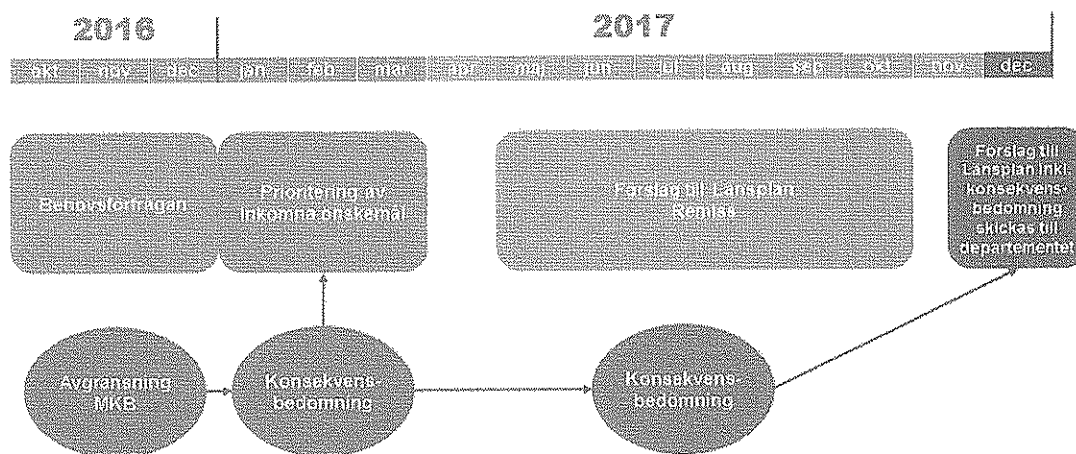 2016 2017
okt nov dec jan feb mar apr maj jun jul aug sep okt nov dec
Behovsförfrågan
Prioritering av
inkomna önskemål
Förslag till Länsplan
Remiss
Förslag till
Länsplan inkl.
konsekvens-
bedömning
skickas till
departementet
Avgränsning
MKB
Konsekvens-
bedömning
Konsekvens-
bedömning